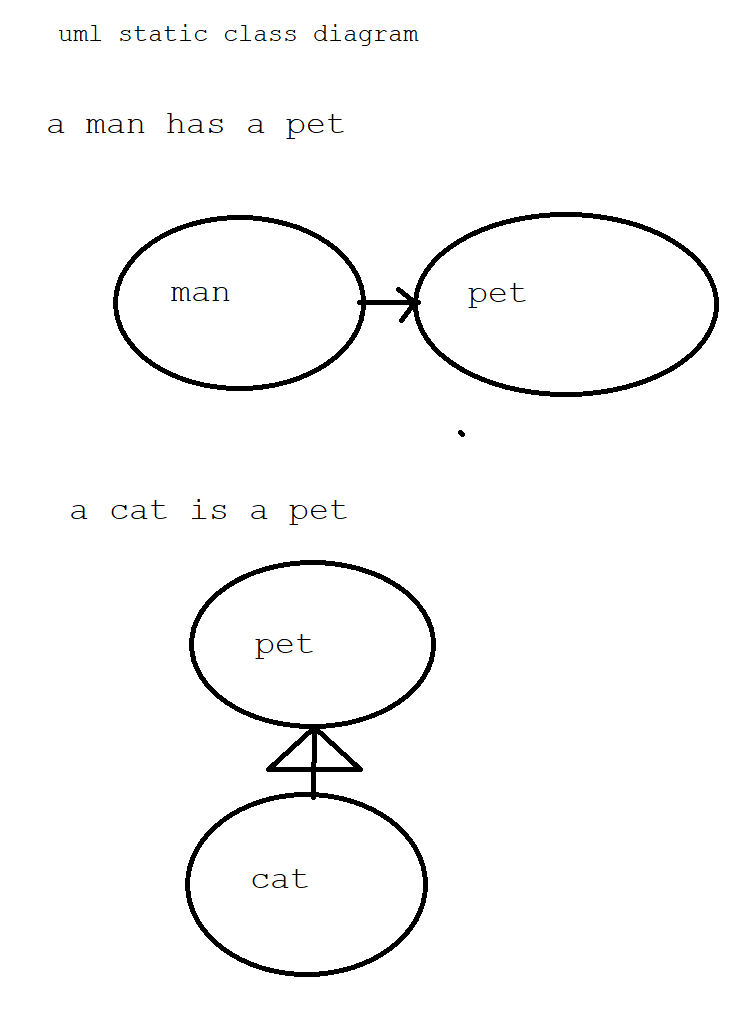 uml static class diagram
a man has a pet
man
pet
a cat is a pet
pet
cat